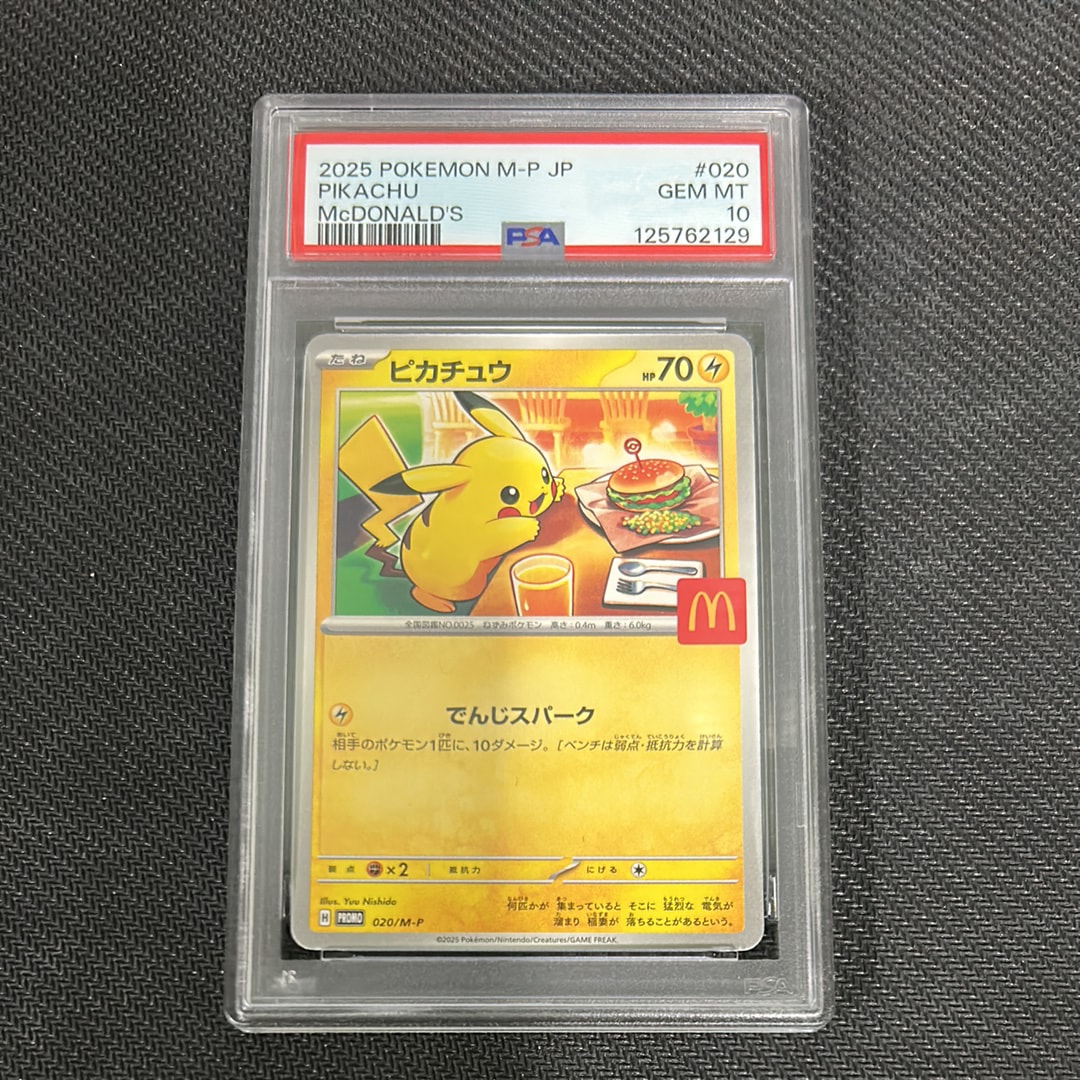 2025 POKEMON M-P JP #020
PIKACHU GEM MT
McDONALD'S 10
PSA 125762129
たね ピカチュウ HP 70
M
全国図鑑NO.0025 ねずみポケモン 高さ:0.4m 重さ:6.0kg
でんじスパーク
相手のポケモン1匹に、10ダメージ。[ベンチは弱点・抵抗力を計算
しない。]
弱点 ×2 抵抗力 にげる
Illus. Yuu Nishida
何匹かが 集まっていると そこに 猛烈な 電気が
溜まり 稲妻が 落ちることがあるという。
H PROMO 020/M-P
©2025 Pokémon/Nintendo/Creatures/GAME FREAK.
PSA